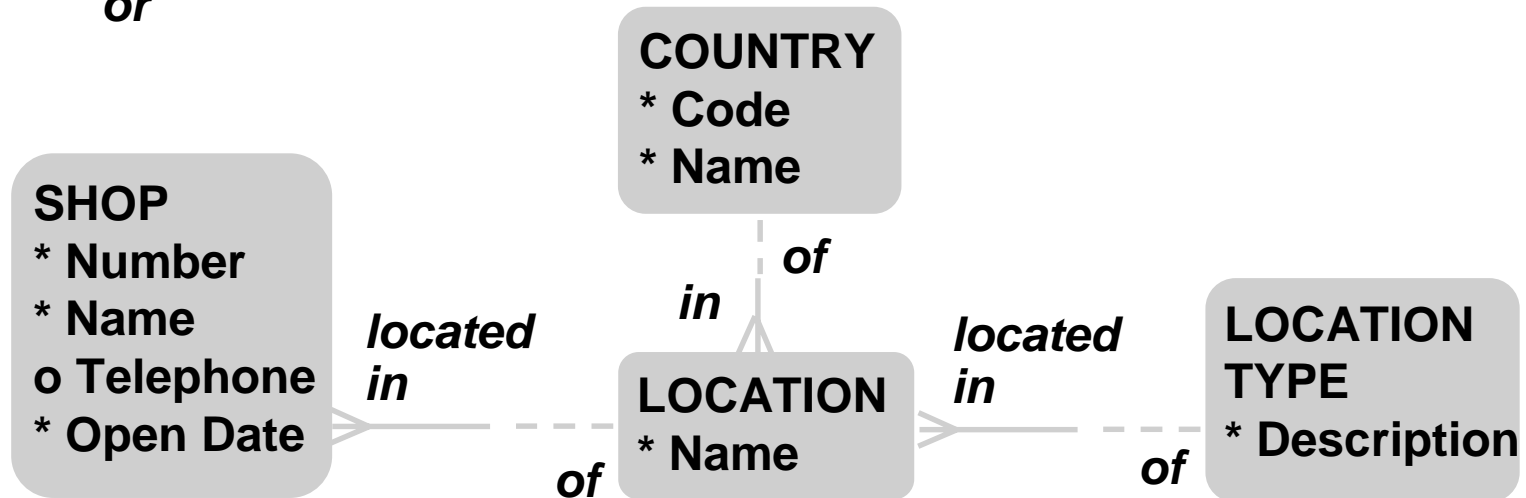 or
COUNTRY
* Code
* Name
SHOP
* Number
* Name
o Telephone
* Open Date
of
in
located
in
of
LOCATION
* Name
located
in
of
LOCATION
TYPE
* Description